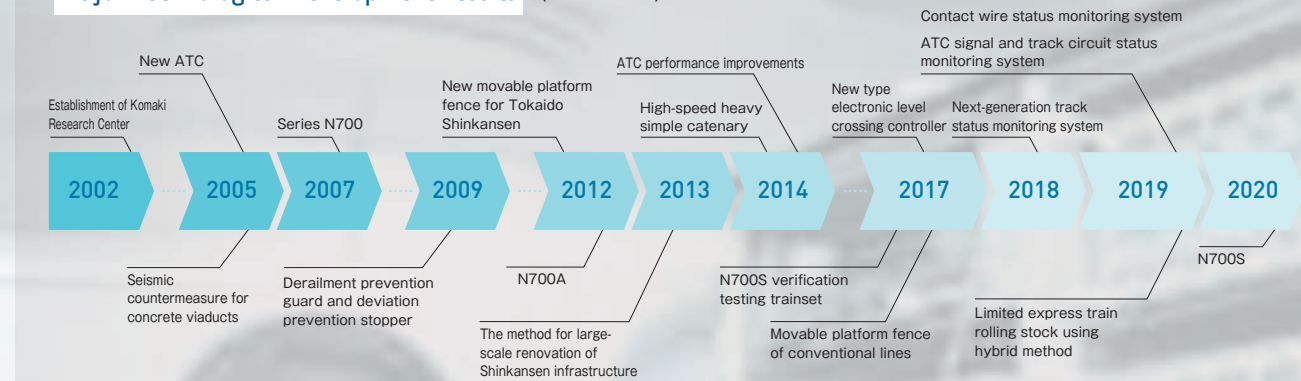 Contact wire status monitoring system
ATC signal and track circuit status
monitoring system
New ATC
ATC performance improvements
New movable platform
fence for Tokaido
Shinkansen
New type
electronic level
crossing controller
Establishment of Komaki
Research Center
Series N700
High-speed heavy
simple catenary
Next-generation track
status monitoring system
2002
2005
2007
2009
2012
2013
2014
2017
2018
2019
2020
Seismic
countermeasure for
concrete viaducts
Derailment prevention
guard and deviation
prevention stopper
N700A
The method for large-
scale renovation of
Shinkansen infrastructure
N700S verification
testing trainset
Movable platform fence
of conventional lines
Limited express train
rolling stock using
hybrid method
N700S